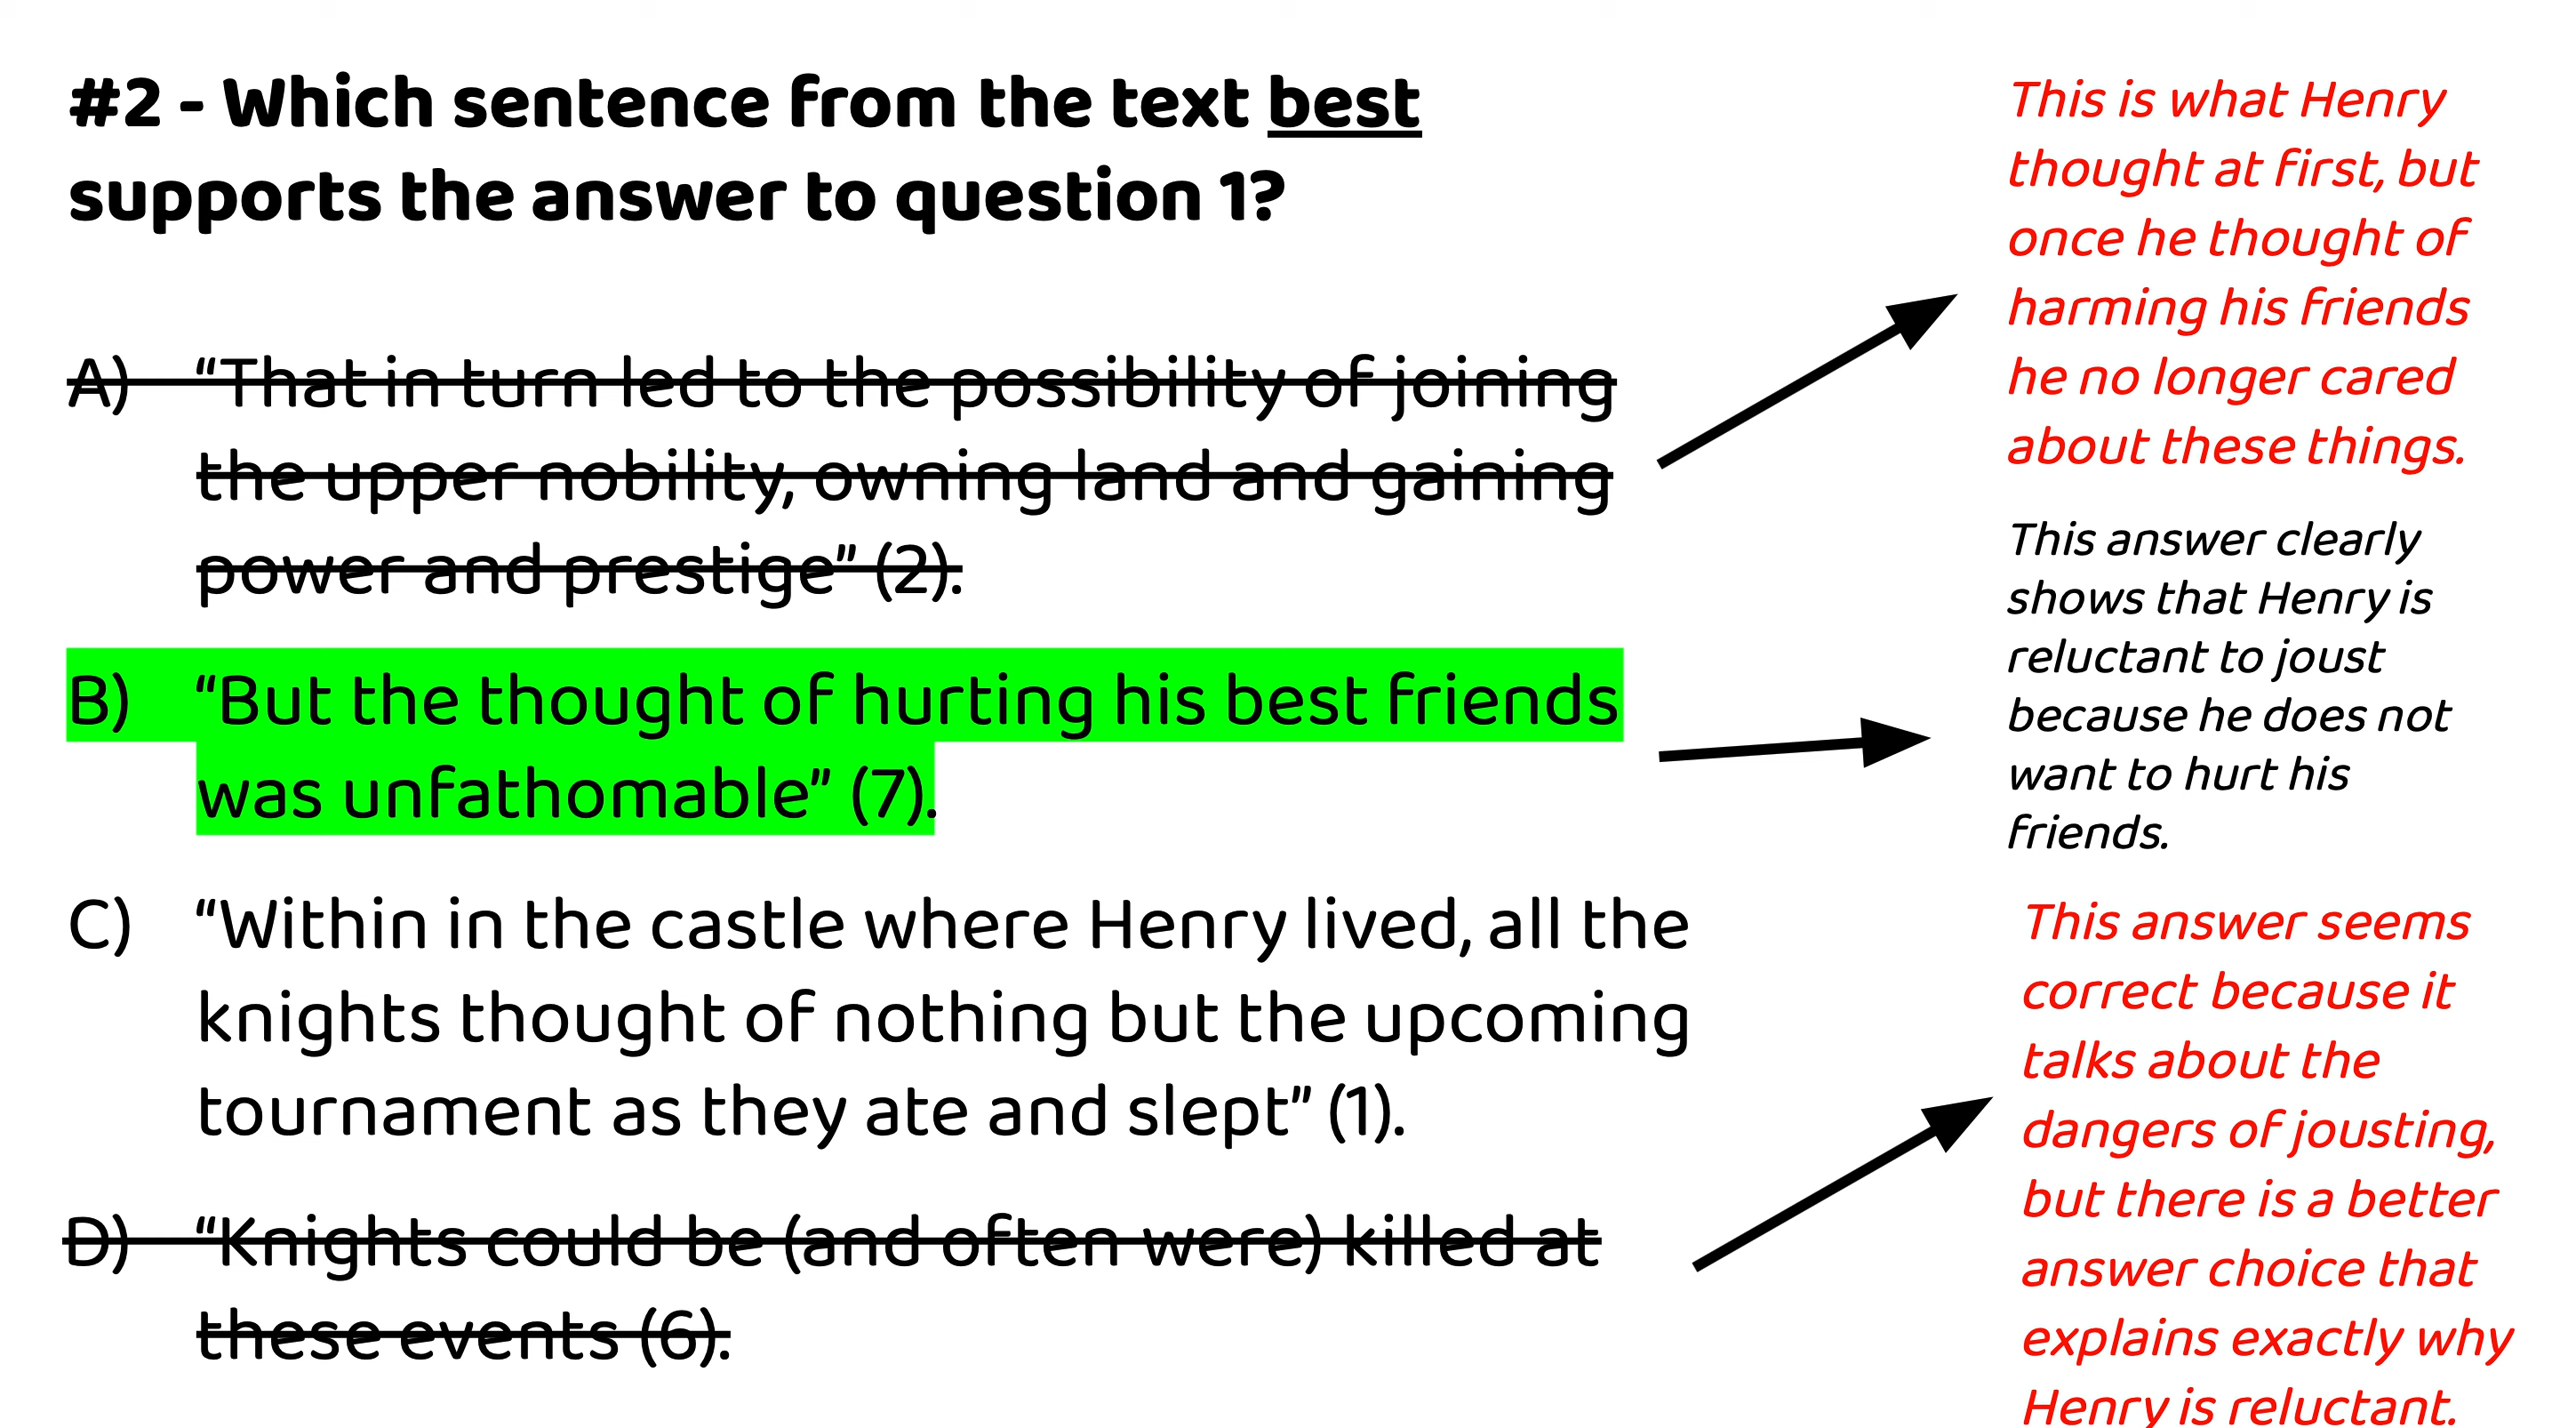 #2 - Which sentence from the text best
supports the answer to question 1?
A) “That in turn led to the possibility of joining
the upper nobility, owning land and gaining
power and prestige” (2).
B) “But the thought of hurting his best friends
was unfathomable” (7).
C) “Within in the castle where Henry lived, all the
knights thought of nothing but the upcoming
tournament as they ate and slept” (1).
D) “Knights could be (and often were) killed at
these events (6).
This is what Henry
thought at first, but
once he thought of
harming his friends
he no longer cared
about these things.
This answer clearly
shows that Henry is
reluctant to joust
because he does not
want to hurt his
friends.
This answer seems
correct because it
talks about the
dangers of jousting,
but there is a better
answer choice that
explains exactly why
Henry is reluctant.